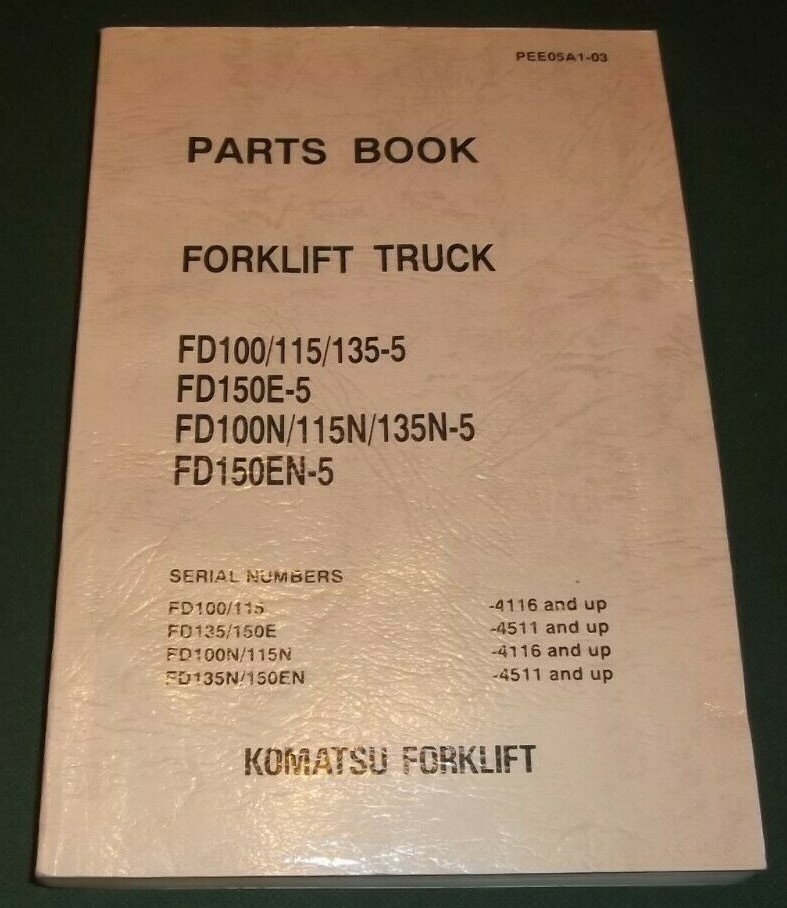 PEE05A1-03
PARTS BOOK
FORKLIFT TRUCK
FD100/115/135-5
FD150E-5
FD100N/115N/135N-5
FD150EN-5
SERIAL NUMBERS
FD100/115 -4116 and up
FD135/150E -4511 and up
FD100N/115N -4116 and up
FD135N/150EN -4511 and up
KOMATSU FORKLIFT